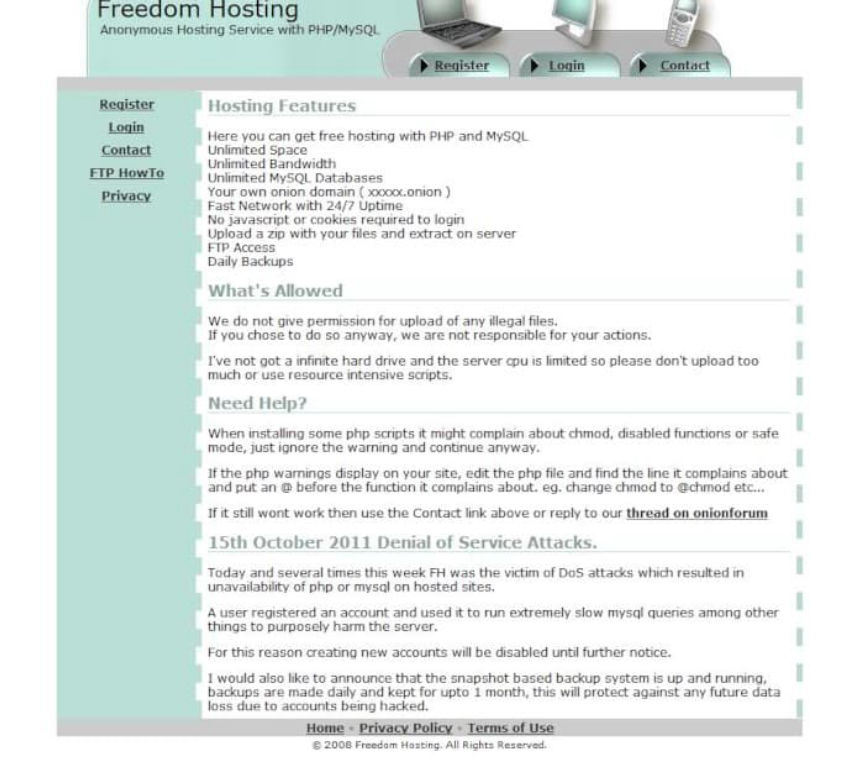 Freedom Hosting
Anonymous Hosting Service with PHP/MySQL
Register
Login
Contact
Register
Login
Contact
FTP HowTo
Privacy
Hosting Features
Here you can get free hosting with PHP and MySQL
Unlimited Space
Unlimited Bandwidth
Unlimited MySQL Databases
Your own onion domain ( xxxxx.onion )
Fast Network with 24/7 Uptime
No javascript or cookies required to login
Upload a zip with your files and extract on server
FTP Access
Daily Backups
What's Allowed
We do not give permission for upload of any illegal files.
If you chose to do so anyway, we are not responsible for your actions.
I've not got a infinite hard drive and the server cpu is limited so please don't upload too
much or use resource intensive scripts.
Need Help?
When installing some php scripts it might complain about chmod, disabled functions or safe
mode, just ignore the warning and continue anyway.
If the php warnings display on your site, edit the php file and find the line it complains about
and put an @ before the function it complains about. eg. change chmod to @chmod etc...
If it still wont work then use the Contact link above or reply to our thread on onionforum
15th October 2011 Denial of Service Attacks.
Today and several times this week FH was the victim of DoS attacks which resulted in
unavailability of php or mysql on hosted sites.
A user registered an account and used it to run extremely slow mysql queries among other
things to purposely harm the server.
For this reason creating new accounts will be disabled until further notice.
I would also like to announce that the snapshot based backup system is up and running,
backups are made daily and kept for upto 1 month, this will protect against any future data
loss due to accounts being hacked.
Home - Privacy Policy - Terms of Use
© 2008 Freedom Hosting. All Rights Reserved.